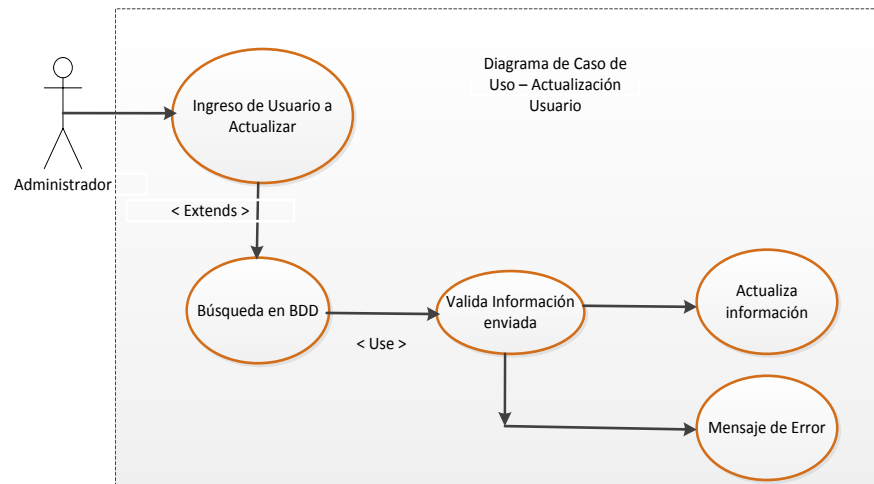 Diagrama de Caso de
Uso – Actualización
Usuario
Ingreso de Usuario a
Actualizar
Administrador
< Extends >
Búsqueda en BDD
Valida Información
enviada
Actualiza
información
< Use >
Mensaje de Error